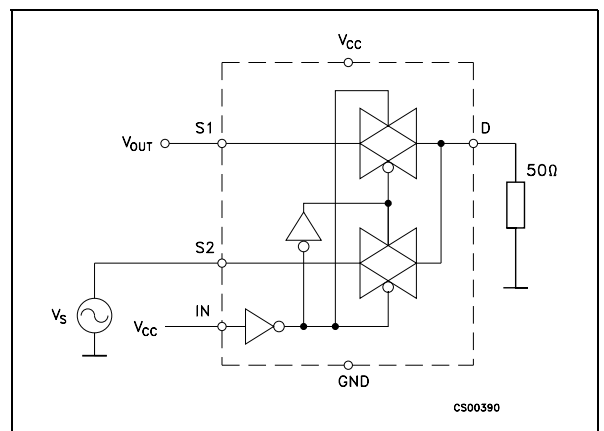 VCC
S1
D
VOUT
50Ω
S2
IN
VS
VCC
GND
CS00390